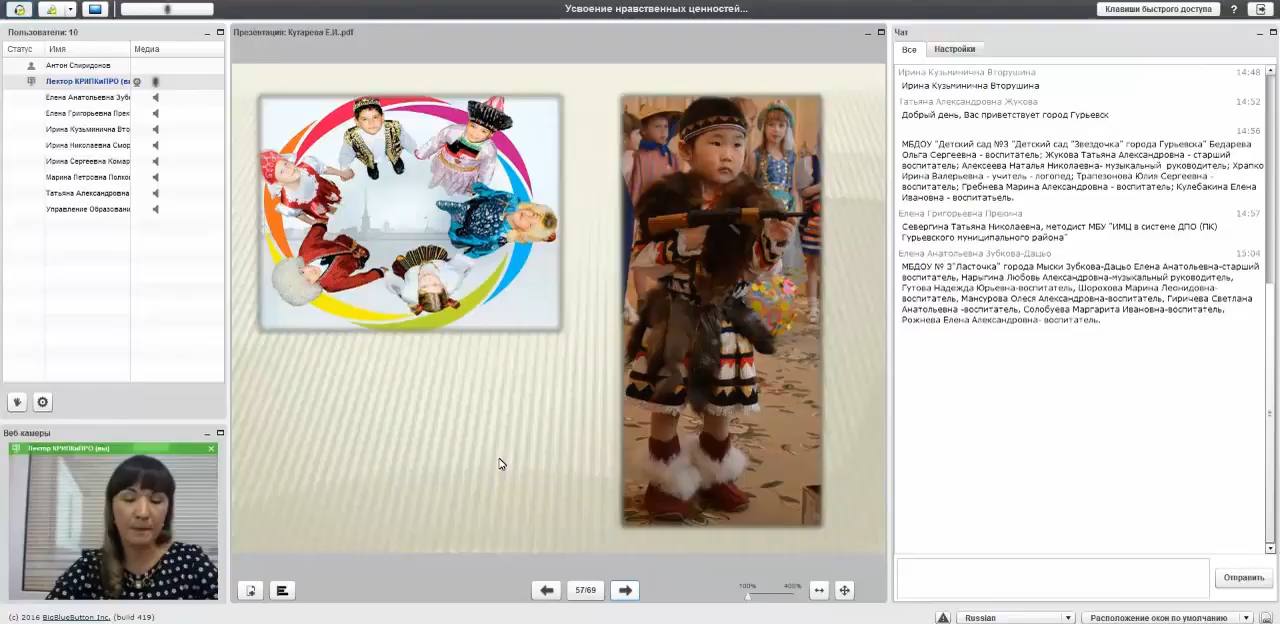 Усвоение нравственных ценностей...
Клавиши быстрого доступа
?
Пользователи: 10
Статус Имя Медиа
Антон Спиридонов
Лектор КРИПКиПРО (вы
Елена Анатольевна Зубк
Елена Григорьевна Прек
Ирина Кузьминична Вто
Ирина Николаевна Смор
Ирина Сергеевна Комар
Марина Петровна Полко
Татьяна Александровна
Управление Образовани
Веб-камеры
Лектор КРИПКиПРО (вы)
Презентация: Кутарева Е.И..pdf
57/69
100% 400%
Чат
Все Настройки
Ирина Кузьминична Вторушина 14:48
Ирина Кузьминична Вторушина
Татьяна Александровна Жукова 14:52
Добрый день, Вас приветствует город Гурьевск
14:56
МБДОУ "Детский сад №3 "Детский сад "Звездочка" города Гурьевска" Бедарева
Ольга Сергеевна - воспитатель; Жукова Татьяна Александровна - старший
воспитатель; Алексеева Наталья Николаевна- музыкальный руководитель; Храпко
Ирина Валерьевна - учитель - логопед; Трапезонова Юлия Сергеевна -
воспитатель; Гребнева Марина Александровна - воспитатель; Кулебакина Елена
Ивановна - воспитатьель.
Елена Григорьевна Прекина 14:57
Севергина Татьяна Николаевна, методист МБУ "ИМЦ в системе ДПО (ПК)
Гурьевского муниципального района"
Елена Анатольевна Зубкова-Дацьо 15:04
МБДОУ № 3"Ласточка" города Мыски Зубкова-Дацьо Елена Анатольевна-старший
воспитатель, Нарыгина Любовь Александровна-музыкальный руководитель,
Гутова Надежда Юрьевна-воспитатель, Шорохова Марина Леонидовна-
воспитатель, Мансурова Олеся Александровна-воспитатель, Гиричева Светлана
Анатольевна -воспитатель, Солобуева Маргарита Ивановна-воспитатель,
Рожнева Елена Александровна- воспитатель.
Отправить
(c) 2016 BigBlueButton Inc. (build 419)
Russian
Расположение окон по умолчанию